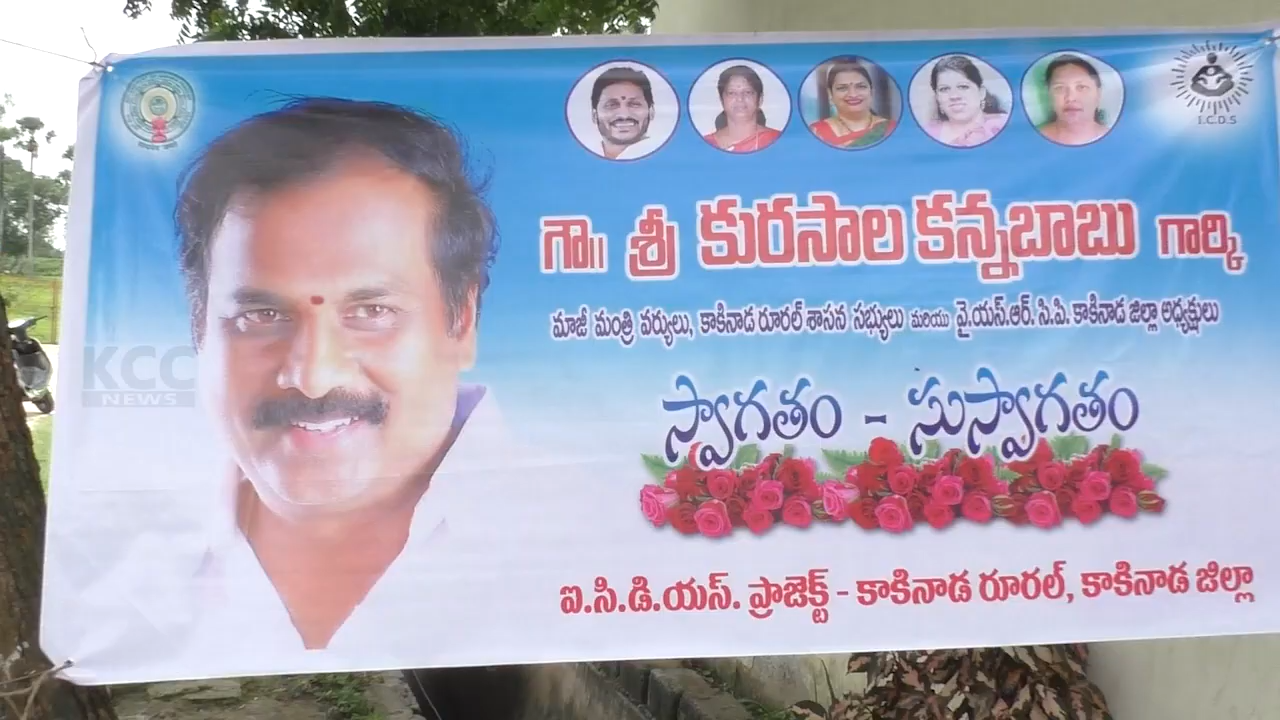 I.C.D.S
గౌ॥ శ్రీ కురసాల కన్నబాబు గార్కి
మాజీ మంత్రి వర్యులు, కాకినాడ రూరల్ శాసన సభ్యులు మరియు వై.యస్.ఆర్. సి.పి. కాకినాడ జిల్లా అధ్యక్షులు
KCC
NEWS
స్వాగతం - సుస్వాగతం
ఐ.సి.డి.యస్. ప్రాజెక్ట్ - కాకినాడ రూరల్, కాకినాడ జిల్లా